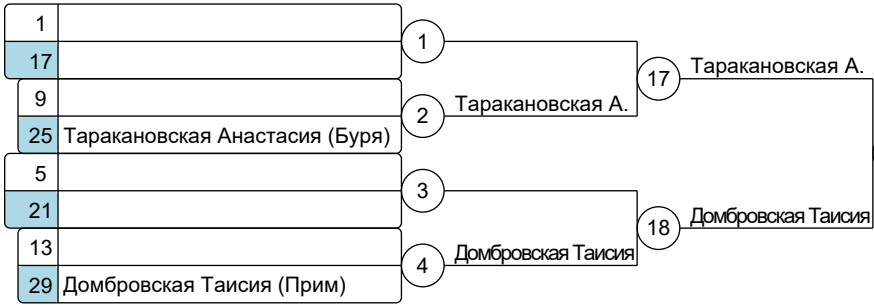 1
17
1
9
25 Таракановская Анастасия (Буря)
2
Таракановская А.
17
Таракановская А.
5
21
3
13
29 Домбровская Таисия (Прим)
4
Домбровская Таисия
18
Домбровская Таисия